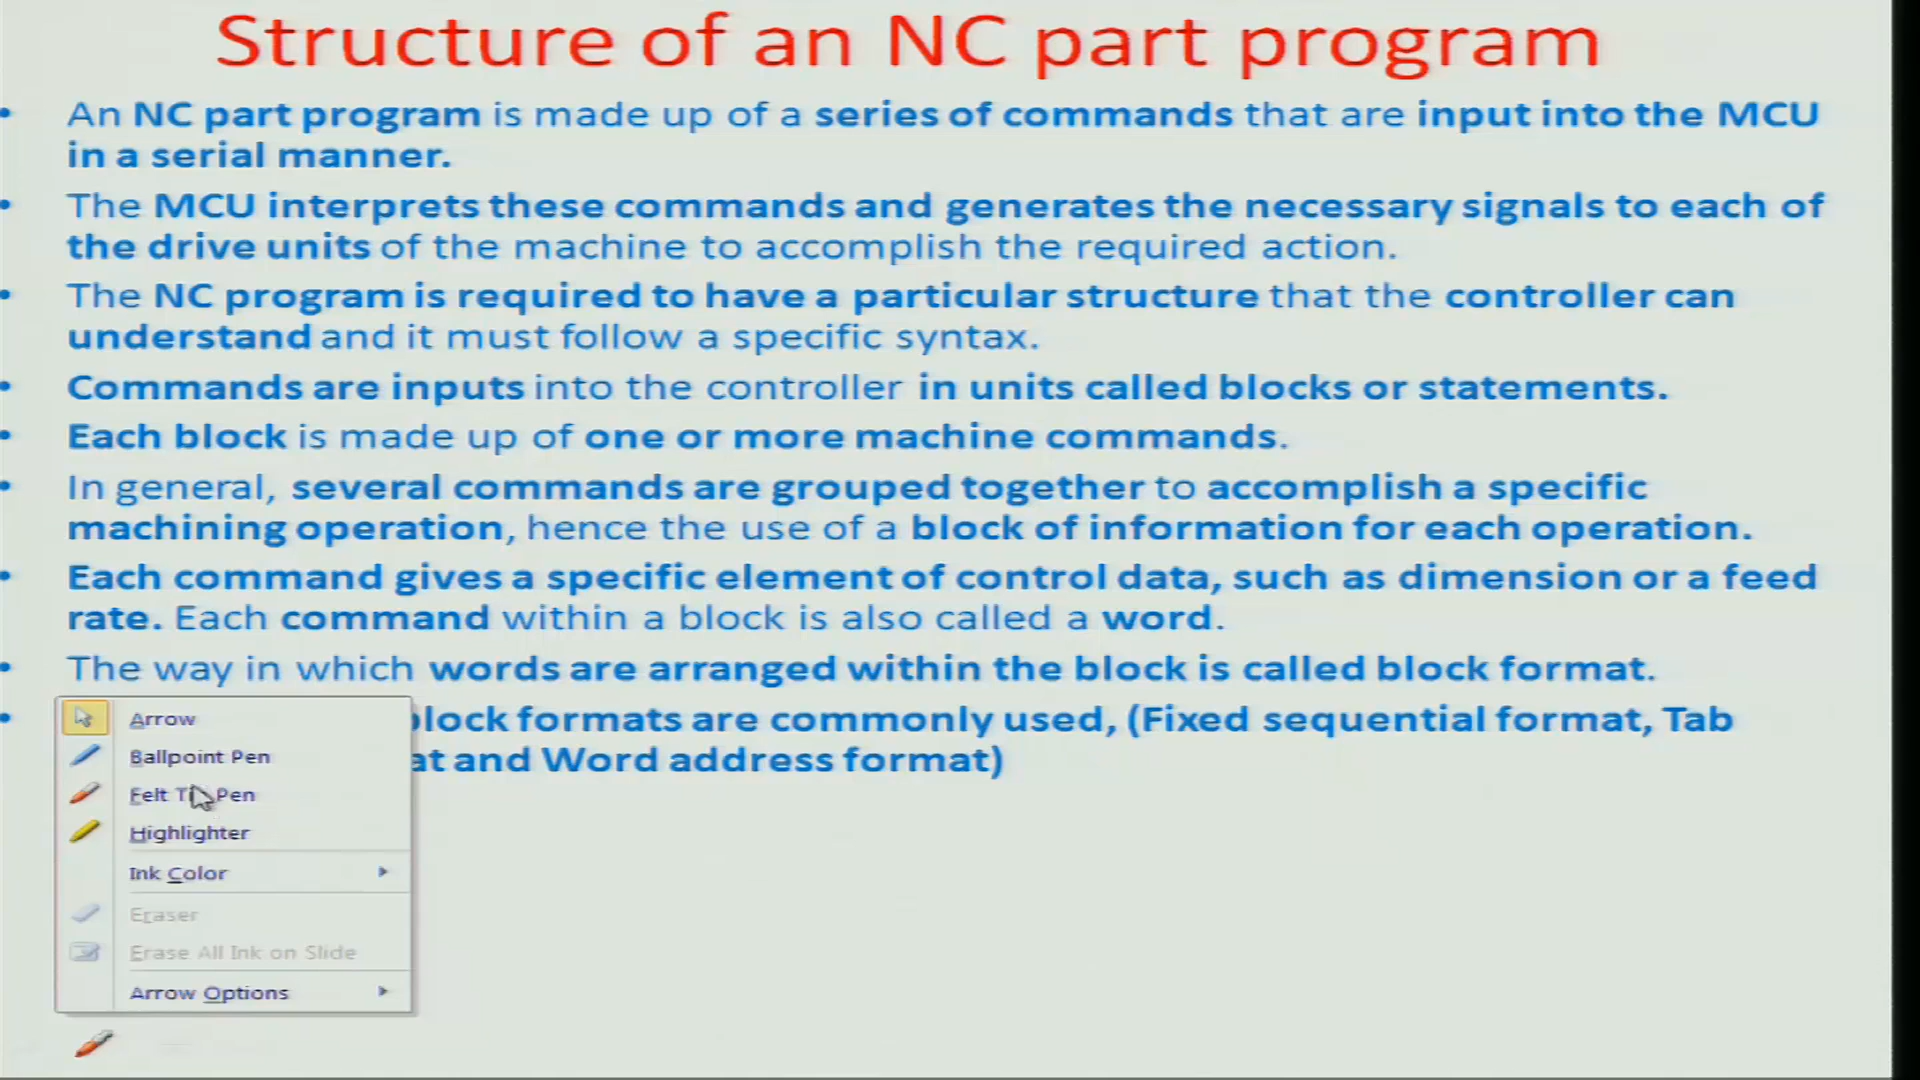 Structure of an NC part program
• An NC part program is made up of a series of commands that are input into the MCU
in a serial manner.
• The MCU interprets these commands and generates the necessary signals to each of
the drive units of the machine to accomplish the required action.
• The NC program is required to have a particular structure that the controller can
understand and it must follow a specific syntax.
• Commands are inputs into the controller in units called blocks or statements.
• Each block is made up of one or more machine commands.
• In general, several commands are grouped together to accomplish a specific
machining operation, hence the use of a block of information for each operation.
• Each command gives a specific element of control data, such as dimension or a feed
rate. Each command within a block is also called a word.
• The way in which words are arranged within the block is called block format.
• block formats are commonly used, (Fixed sequential format, Tab
and Word address format)
Arrow
Ballpoint Pen
Felt Tip Pen
Highlighter
Ink Color
Eraser
Erase All Ink on Slide
Arrow Options